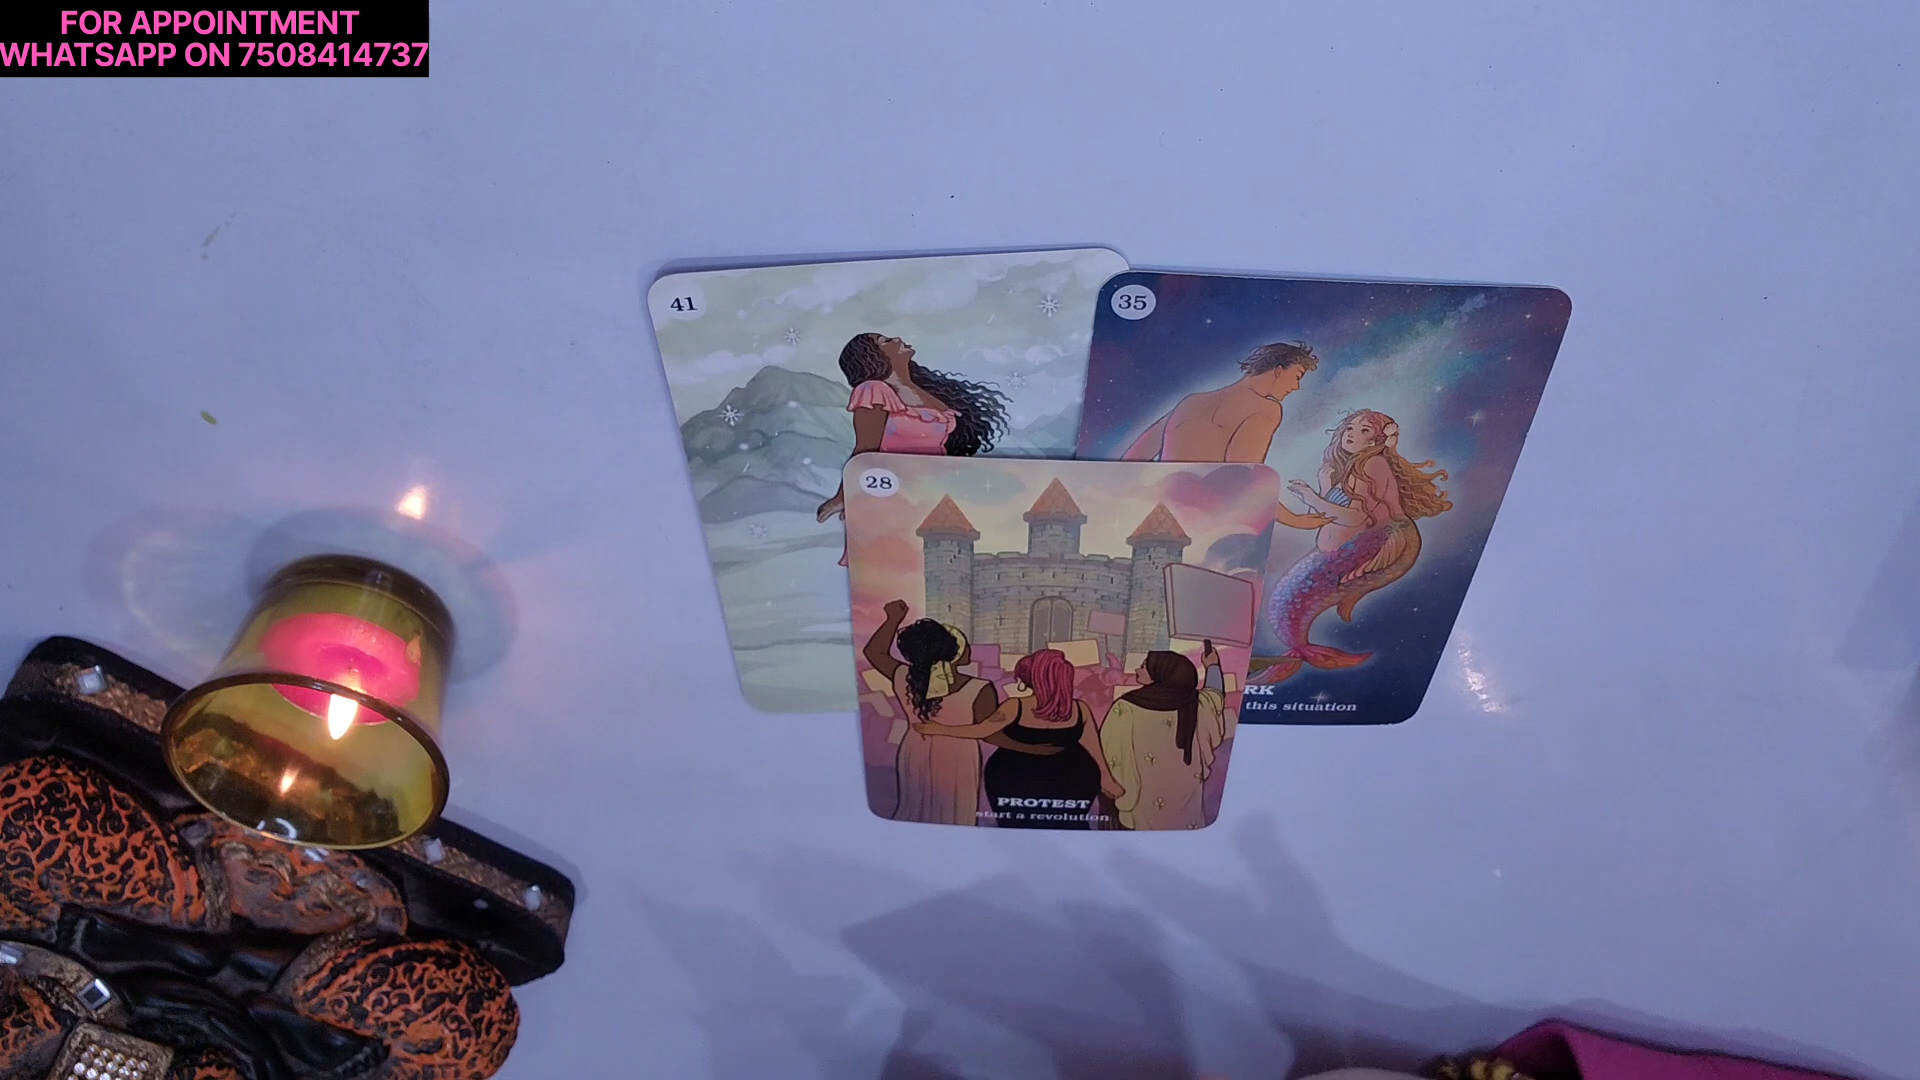 FOR APPOINTMENT
WHATSAPP ON 7508414737
41
35
28
RK
this situation
PROTEST
start a revolution